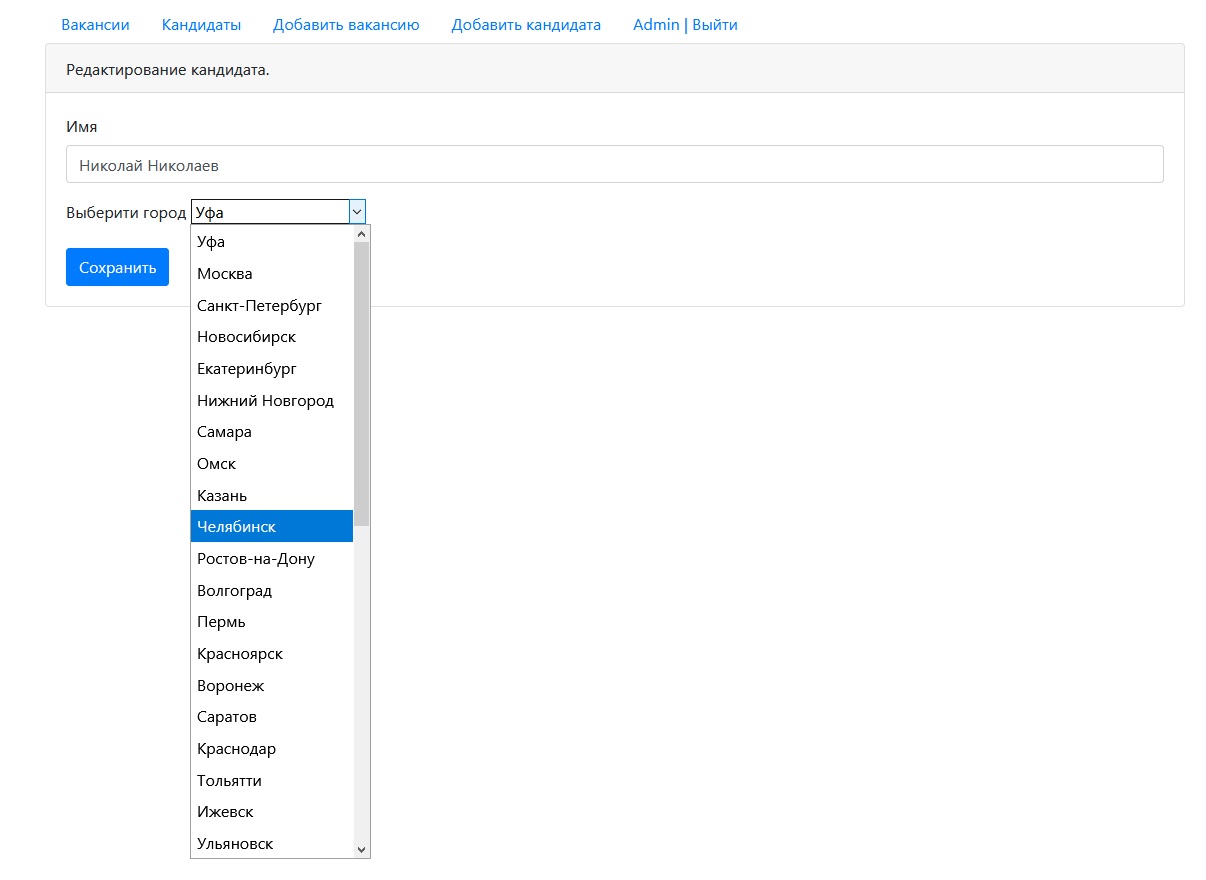 Вакансии Кандидаты Добавить вакансию Добавить кандидата Admin | Выйти
Редактирование кандидата.
Имя
Николай Николаев
Выберити город Уфа
Сохранить
Уфа
Москва
Санкт-Петербург
Новосибирск
Екатеринбург
Нижний Новгород
Самара
Омск
Казань
Челябинск
Ростов-на-Дону
Волгоград
Пермь
Красноярск
Воронеж
Саратов
Краснодар
Тольятти
Ижевск
Ульяновск